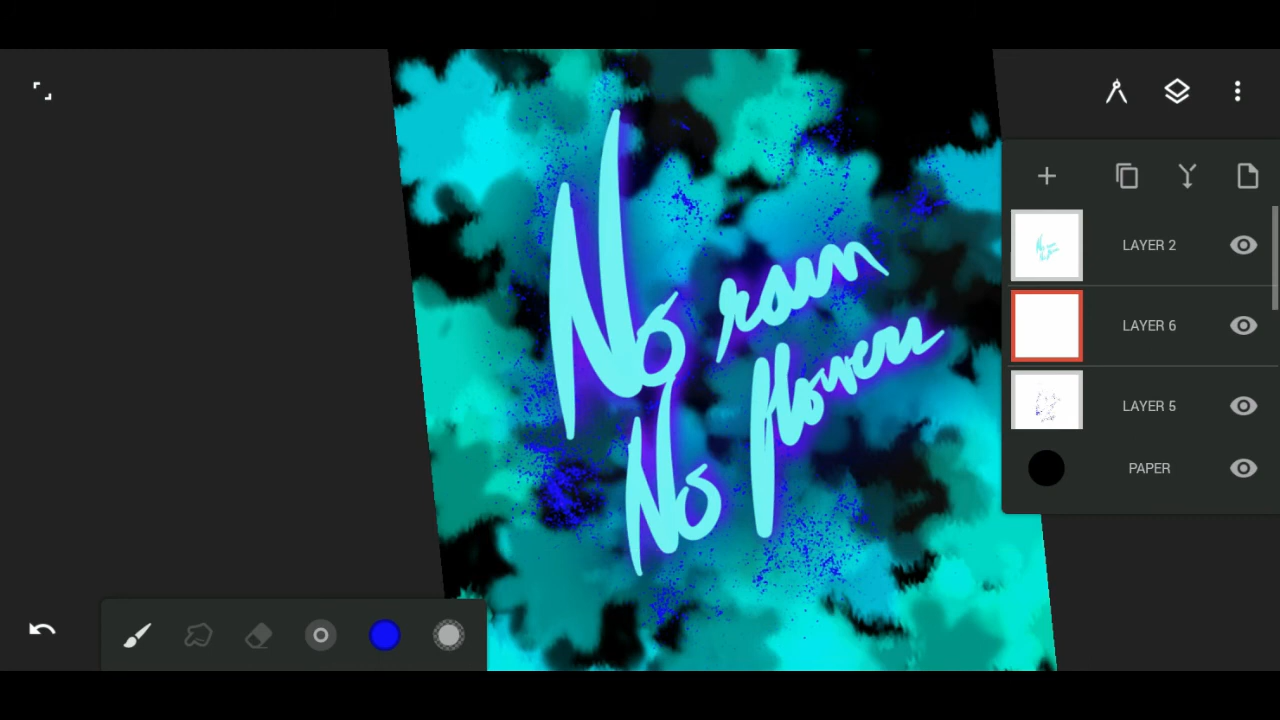 No rain
No flowers
LAYER 2
LAYER 6
LAYER 5
PAPER